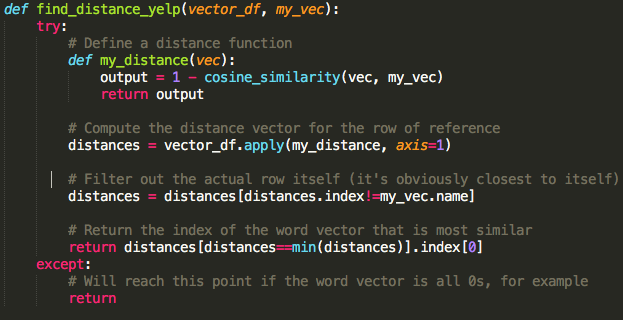 def find_distance_yelp(vector_df, my_vec):
    try:
        # Define a distance function
        def my_distance(vec):
            output = 1 - cosine_similarity(vec, my_vec)
            return output

        # Compute the distance vector for the row of reference
        distances = vector_df.apply(my_distance, axis=1)

        # Filter out the actual row itself (it's obviously closest to itself)
        distances = distances[distances.index!=my_vec.name]

        # Return the index of the word vector that is most similar
        return distances[distances==min(distances)].index[0]
    except:
        # Will reach this point if the word vector is all 0s, for example
        return